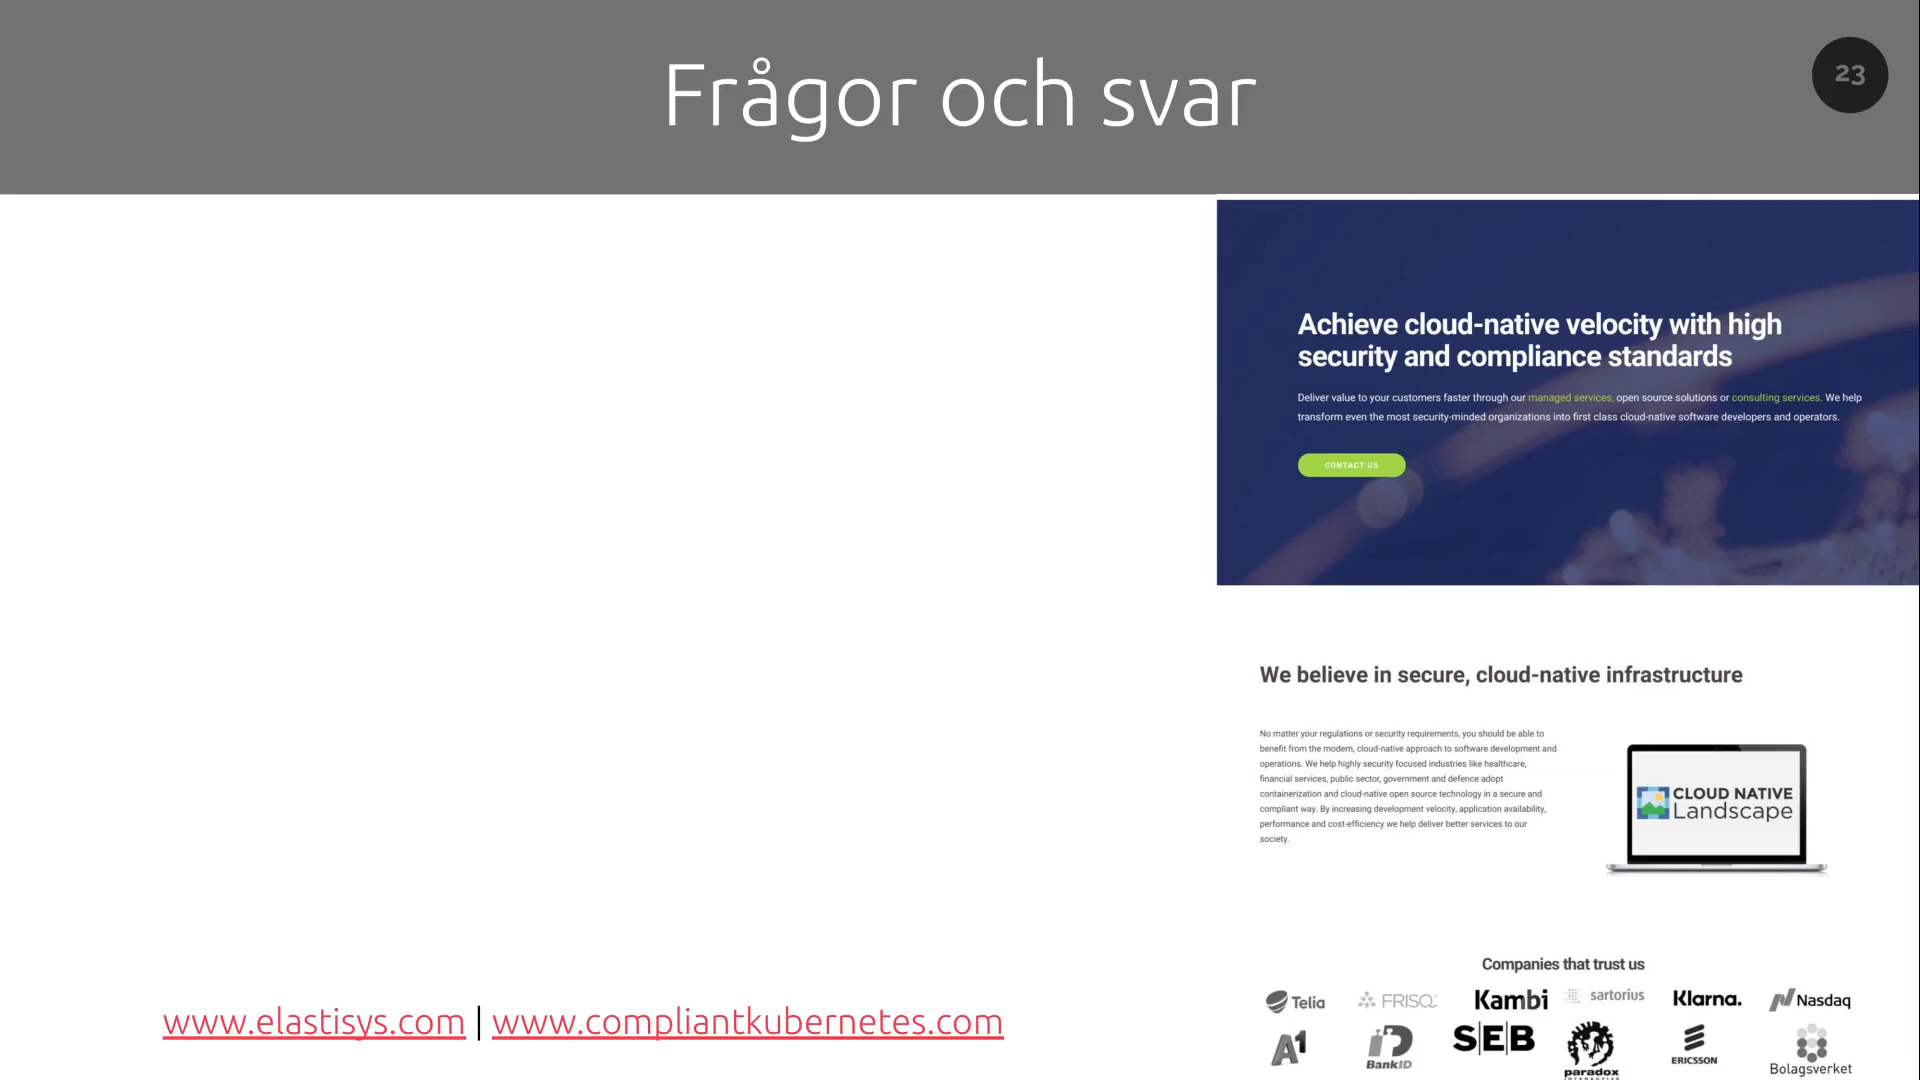 Frågor och svar
23
Achieve cloud-native velocity with high
security and compliance standards
Deliver value to your customers faster through our managed services, open source solutions or consulting services. We help
transform even the most security-minded organizations into first class cloud-native software developers and operators.
CONTACT US
We believe in secure, cloud-native infrastructure
No matter your regulations or security requirements, you should be able to
benefit from the modern, cloud-native approach to software development and
operations. We help highly security focused industries like healthcare,
financial services, public sector, government and defence adopt
containerization and cloud-native open source technology in a secure and
compliant way. By increasing development velocity, application availability,
performance and cost-efficiency we help deliver better services to our
society.
CLOUD NATIVE
Landscape
Companies that trust us
Telia FRISQ Kambi sartorius Klarna. Nasdaq
A1 BankID SEB paradox INTERACTIVE ERICSSON Bolagsverket
www.elastisys.com | www.compliantkubernetes.com